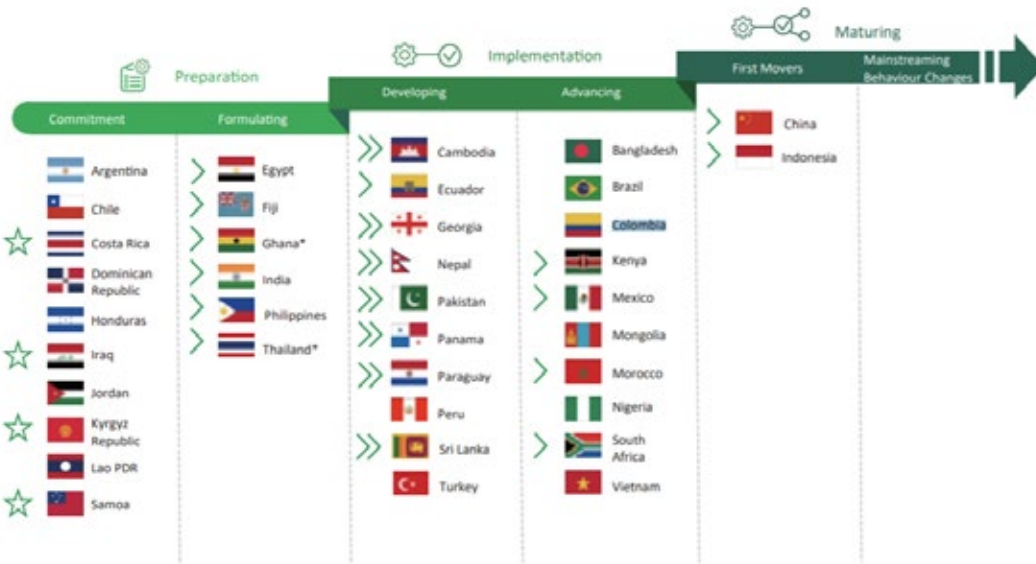 Preparation
Implementation
Maturing
Commitment
Formulating
Developing
Advancing
First Movers
Mainstreaming
Behaviour Changes
Argentina
Chile
Costa Rica
Dominican
Republic
Honduras
Iraq
Jordan
Kyrgyz
Republic
Lao PDR
Samoa
Egypt
Fiji
Ghana*
India
Philippines
Thailand*
Cambodia
Ecuador
Georgia
Nepal
Pakistan
Panama
Paraguay
Peru
Sri Lanka
Turkey
Bangladesh
Brazil
Colombia
Kenya
Mexico
Mongolia
Morocco
Nigeria
South
Africa
Vietnam
China
Indonesia